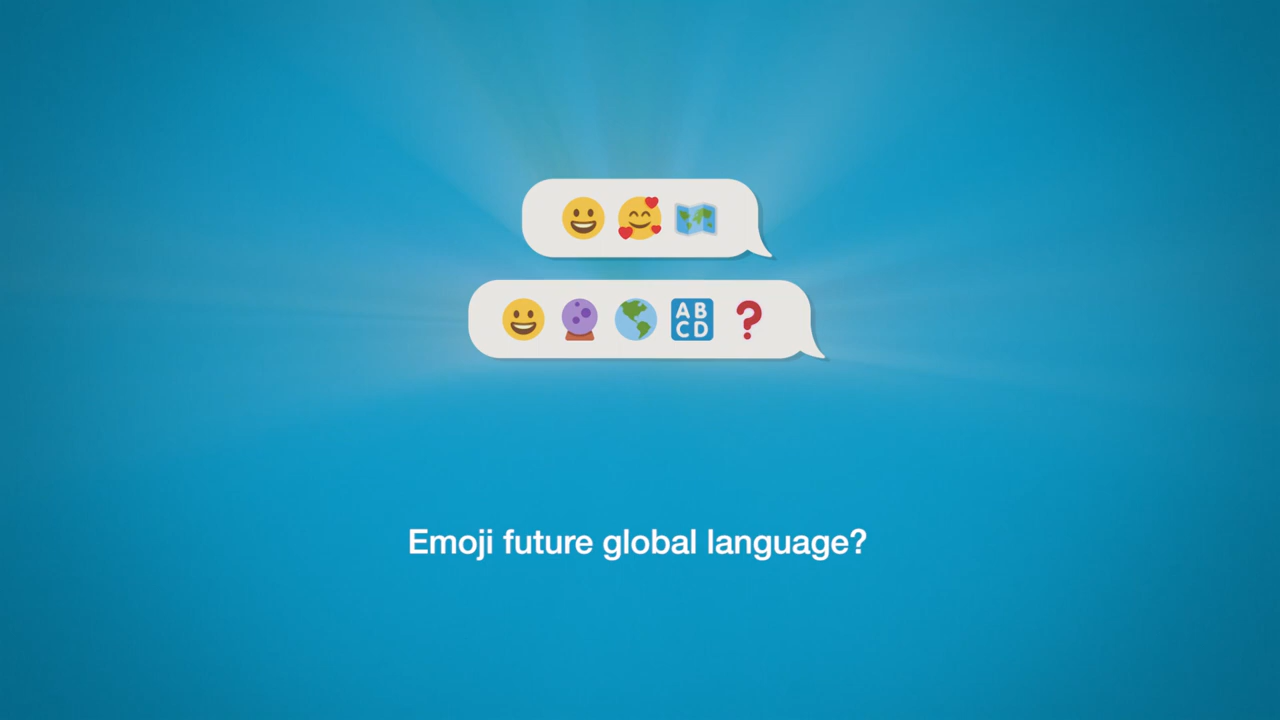 😀🥰🗺️
😀🔮🌎🔠❓
Emoji future global language?